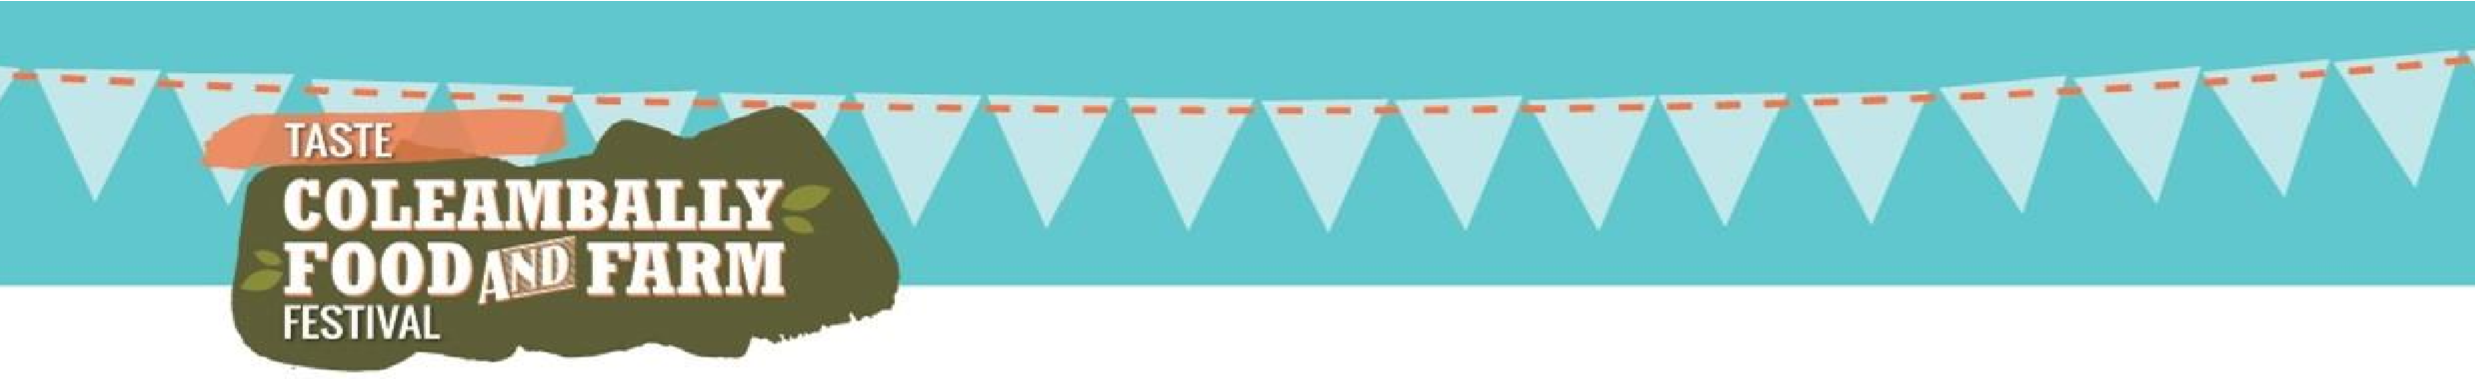 TASTE
COLEAMBALLY
FOOD AND FARM
FESTIVAL